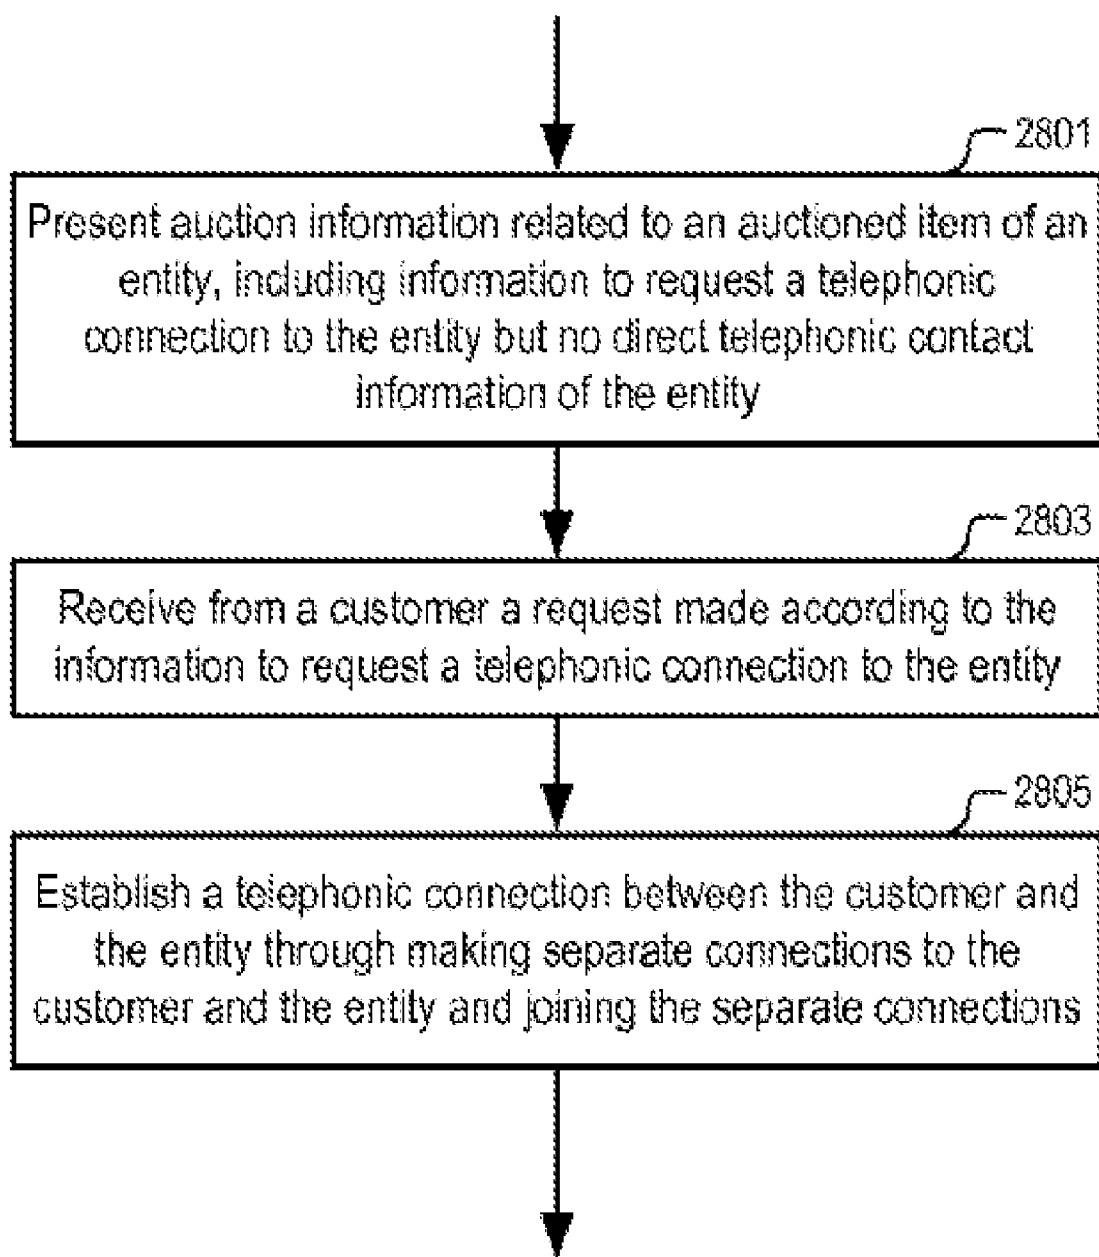 2801
Present auction information related to an auctioned item of an
entity, including information to request a telephonic
connection to the entity but no direct telephonic contact
information of the entity
2803
Receive from a customer a request made according to the
information to request a telephonic connection to the entity
2805
Establish a telephonic connection between the customer and
the entity through making separate connections to the
customer and the entity and joining the separate connections